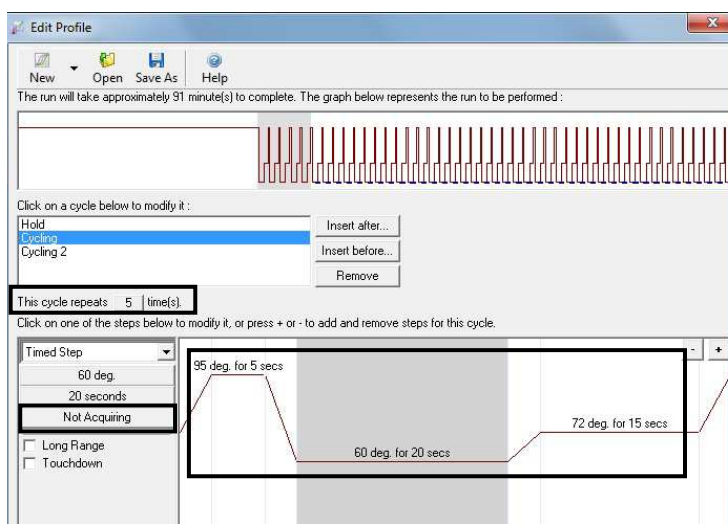 Edit Profile
New Open Save As Help
The run will take approximately 91 minute(s) to complete. The graph below represents the run to be performed :
Click on a cycle below to modify it :
Hold
Cycling
Cycling 2
Insert after...
Insert before...
Remove
This cycle repeats 5 time(s).
Click on one of the steps below to modify it, or press + or - to add and remove steps for this cycle.
Timed Step
- +
60 deg.
20 seconds
Not Acquiring
Long Range
Touchdown
95 deg. for 5 secs
60 deg. for 20 secs
72 deg. for 15 secs